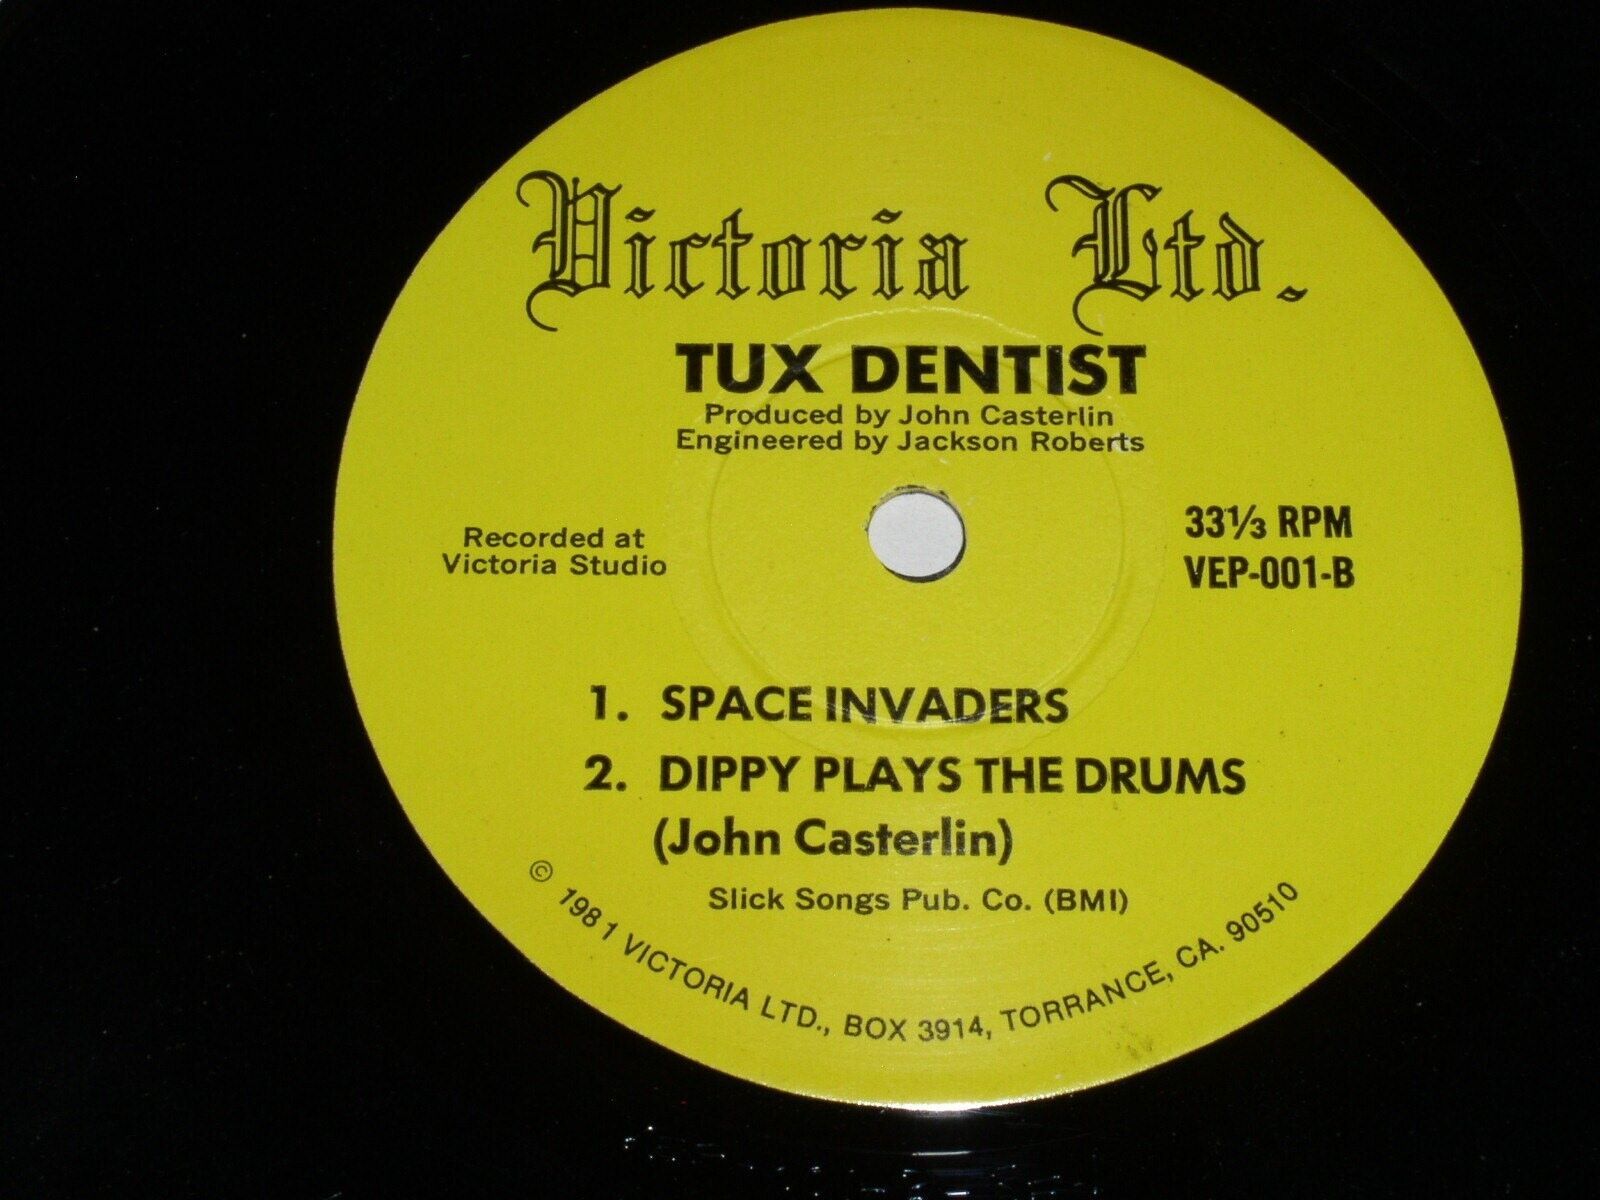 Victoria Ltd.
TUX DENTIST
Produced by John Casterlin
Engineered by Jackson Roberts
Recorded at
Victoria Studio
33 1/3 RPM
VEP-001-B
1. SPACE INVADERS
2. DIPPY PLAYS THE DRUMS
(John Casterlin)
Slick Songs Pub. Co. (BMI)
© 1981 VICTORIA LTD., BOX 3914, TORRANCE, CA. 90510